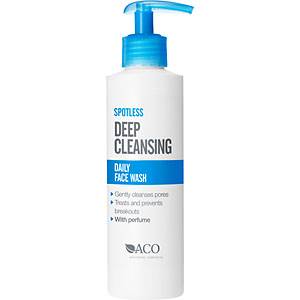 SPOTLESS
DEEP
CLEANSING
DAILY
FACE WASH
Gently cleanses pores
Treats and prevents
breakouts
With perfume
ACO